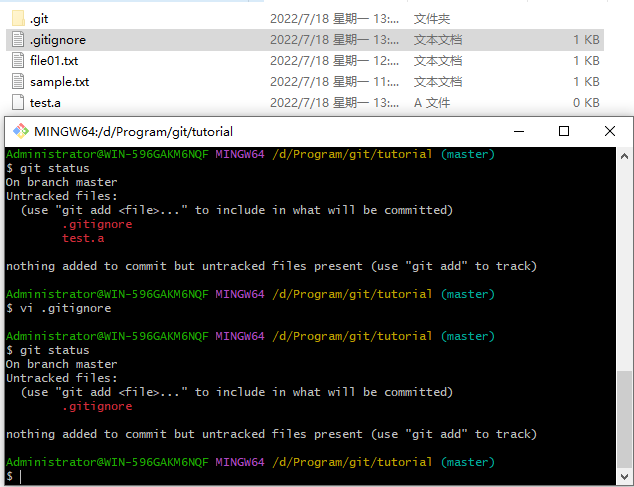 .git 2022/7/18 星期一 13:... 文件夹
.gitignore 2022/7/18 星期一 13:... 文本文档 1 KB
file01.txt 2022/7/18 星期一 12:... 文本文档 1 KB
sample.txt 2022/7/18 星期一 11:... 文本文档 1 KB
test.a 2022/7/18 星期一 13:... A 文件 0 KB
MINGW64:/d/Program/git/tutorial
Administrator@WIN-596GAKM6NQF MINGW64 /d/Program/git/tutorial (master)
$ git status
On branch master
Untracked files:
(use "git add <file>..." to include in what will be committed)
.gitignore
test.a
nothing added to commit but untracked files present (use "git add" to track)
Administrator@WIN-596GAKM6NQF MINGW64 /d/Program/git/tutorial (master)
$ vi .gitignore
Administrator@WIN-596GAKM6NQF MINGW64 /d/Program/git/tutorial (master)
$ git status
On branch master
Untracked files:
(use "git add <file>..." to include in what will be committed)
.gitignore
nothing added to commit but untracked files present (use "git add" to track)
Administrator@WIN-596GAKM6NQF MINGW64 /d/Program/git/tutorial (master)
$